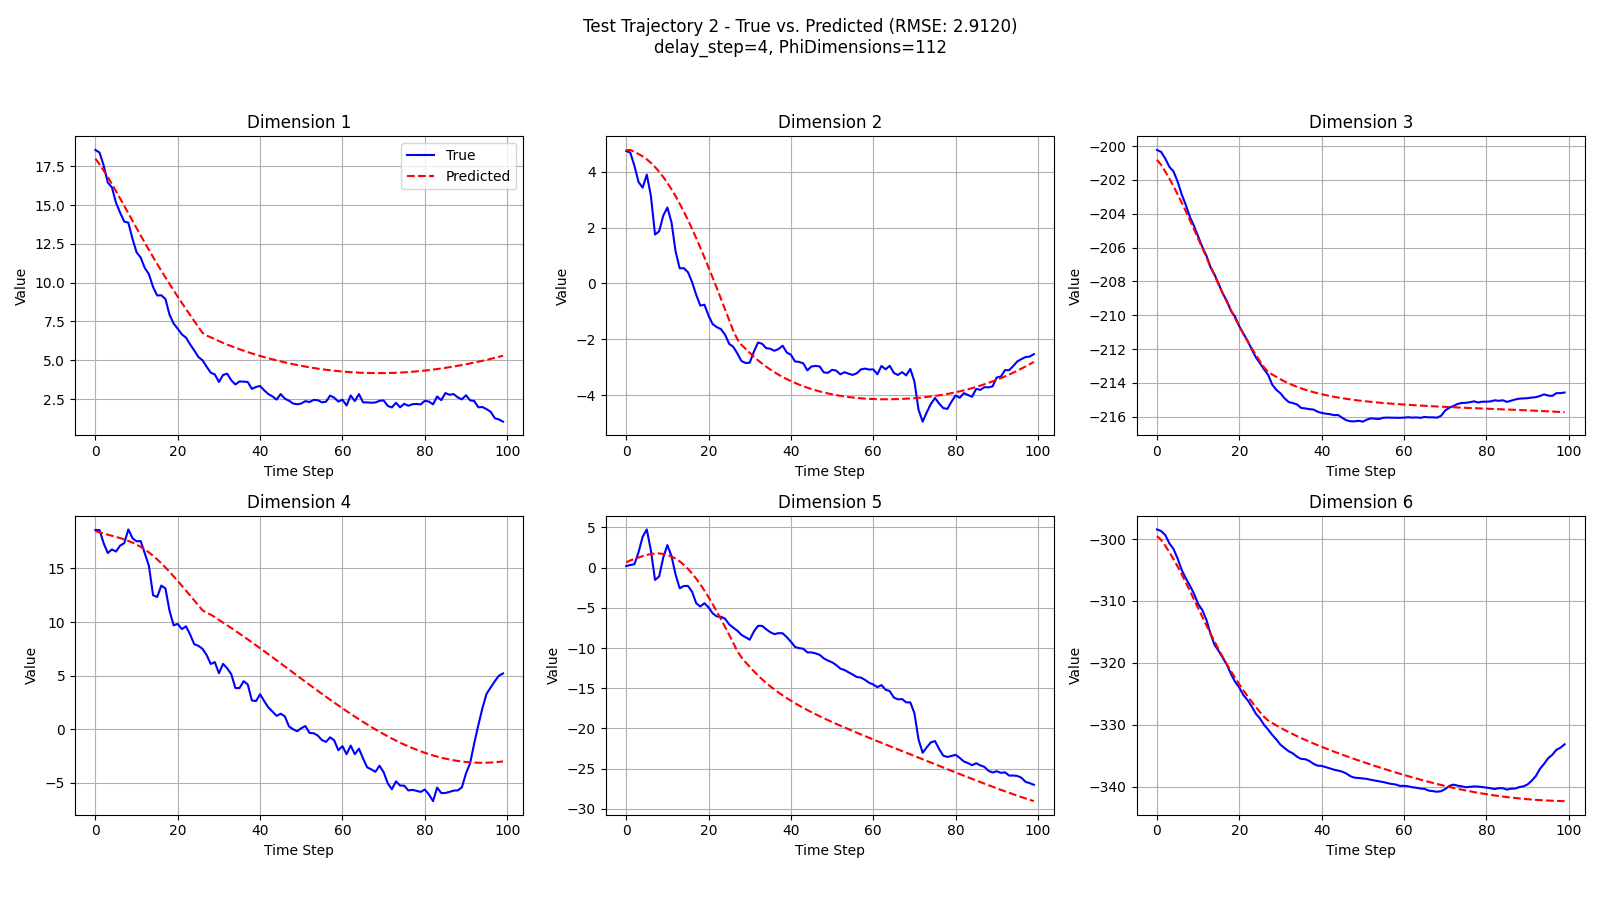 Test Trajectory 2 - True vs. Predicted (RMSE: 2.9120)
delay_step=4, PhiDimensions=112
Dimension 1
Value
17.5
15.0
12.5
10.0
7.5
5.0
2.5
True
Predicted
0 20 40 60 80 100
Time Step
Dimension 2
Value
4
2
0
−2
−4
0 20 40 60 80 100
Time Step
Dimension 3
Value
−200
−202
−204
−206
−208
−210
−212
−214
−216
0 20 40 60 80 100
Time Step
Dimension 4
Value
15
10
5
0
−5
0 20 40 60 80 100
Time Step
Dimension 5
Value
5
0
−5
−10
−15
−20
−25
−30
0 20 40 60 80 100
Time Step
Dimension 6
Value
−300
−310
−320
−330
−340
0 20 40 60 80 100
Time Step